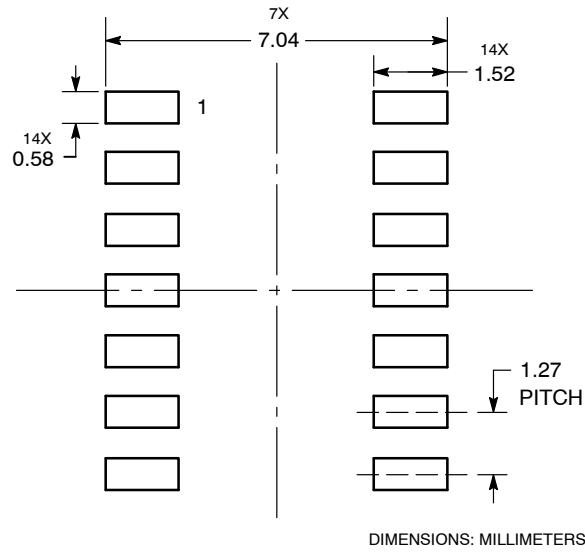 7X
7.04
14X
1.52
1
14X
0.58
1.27
PITCH
DIMENSIONS: MILLIMETERS